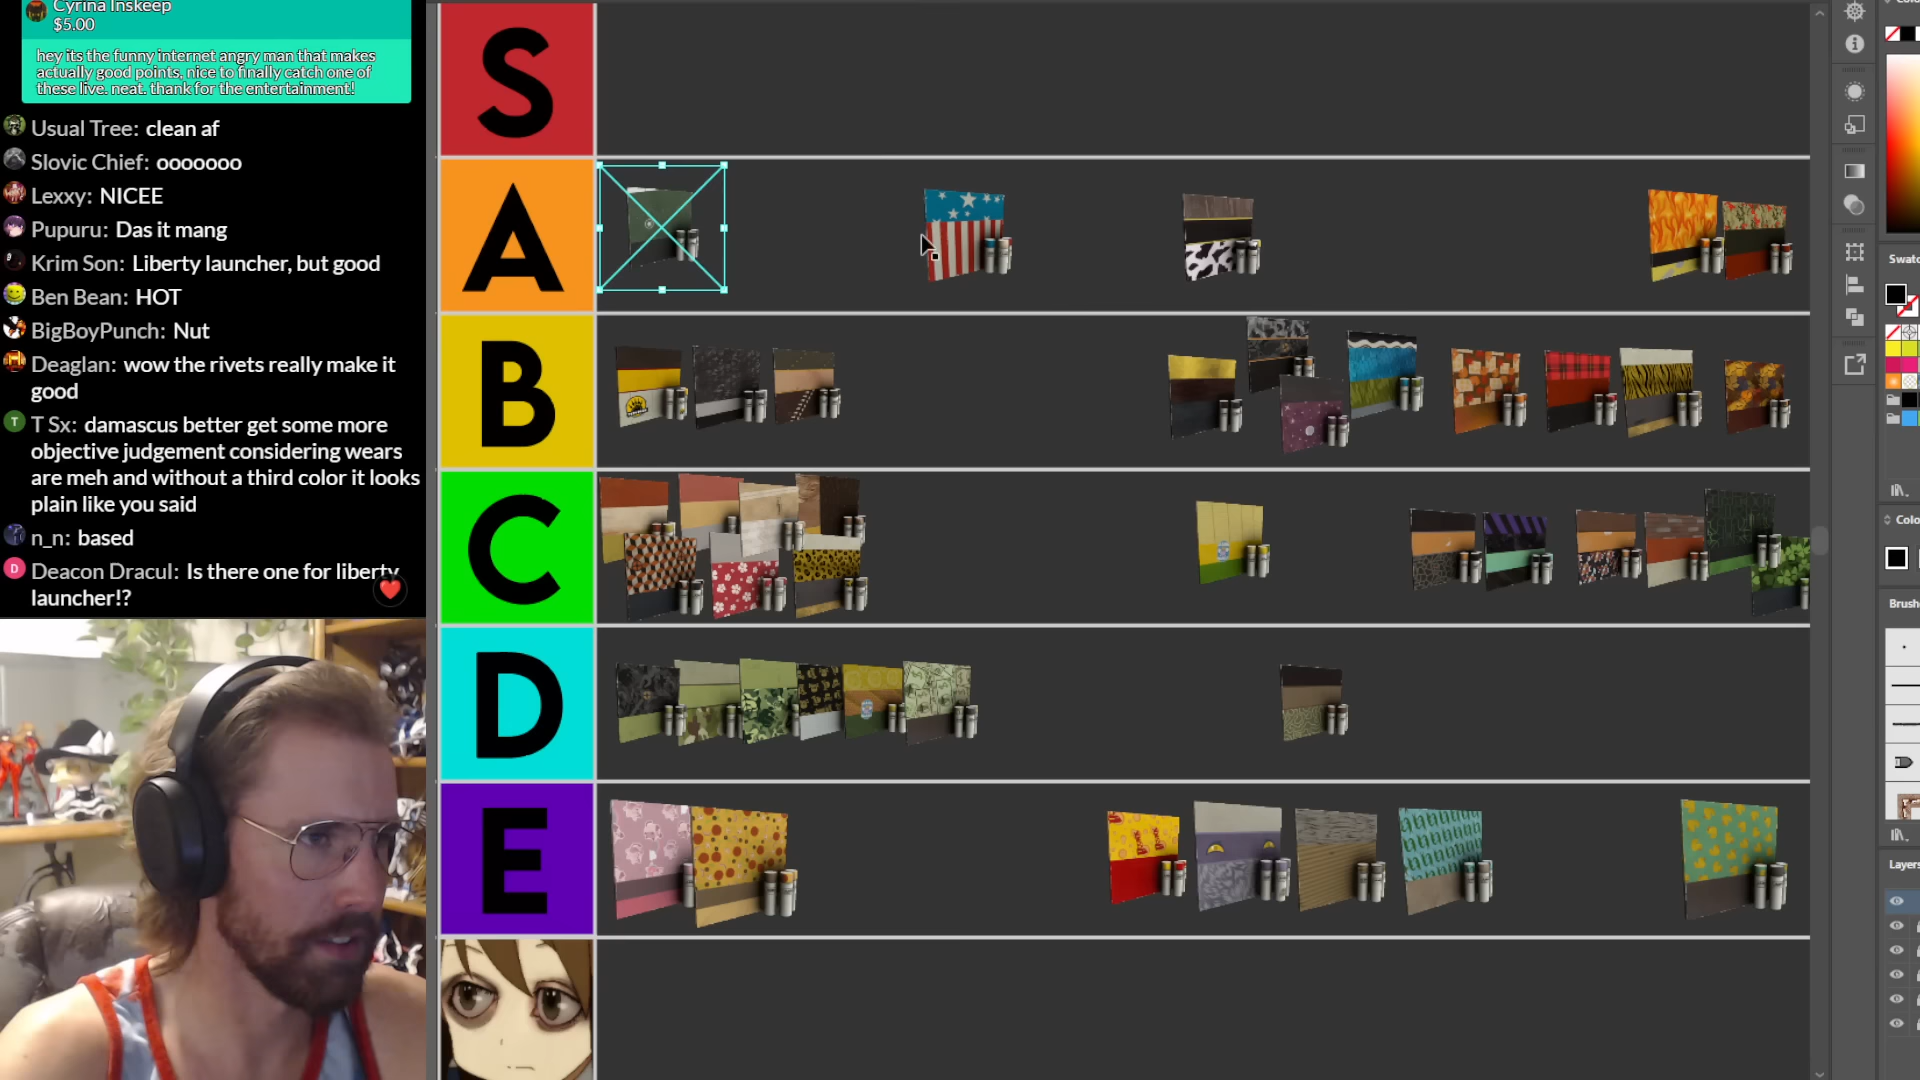 Cyrina Inskeep
$5.00
hey its the funny internet angry man that makes
actually good points, nice to finally catch one of
these live. neat. thank for the entertainment!
Usual Tree: clean af
Slovic Chief: ooooooo
Lexxy: NICEE
Pupuru: Das it mang
Krim Son: Liberty launcher, but good
Ben Bean: HOT
BigBoyPunch: Nut
Deaglan: wow the rivets really make it
good
T
T Sx: damascus better get some more
objective judgement considering wears
are meh and without a third color it looks
plain like you said
n_n: based
D
Deacon Dracul: Is there one for liberty
launcher!?
S
A
B
C
D
E
Swatc
Colo
Brush
Layers